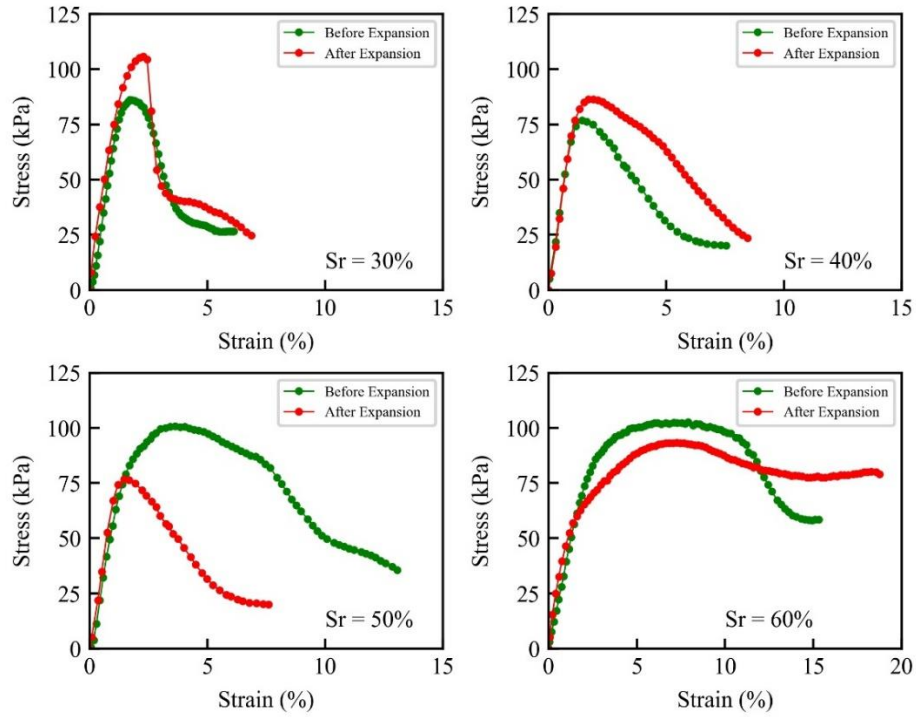 125
100
75
50
25
0
Stress (kPa)
Before Expansion
After Expansion
Sr = 30%
0 5 10 15
Strain (%)
125
100
75
50
25
0
Stress (kPa)
Before Expansion
After Expansion
Sr = 40%
0 5 10 15
Strain (%)
125
100
75
50
25
0
Stress (kPa)
Before Expansion
After Expansion
Sr = 50%
0 5 10 15
Strain (%)
125
100
75
50
25
0
Stress (kPa)
Before Expansion
After Expansion
Sr = 60%
0 5 10 15 20
Strain (%)